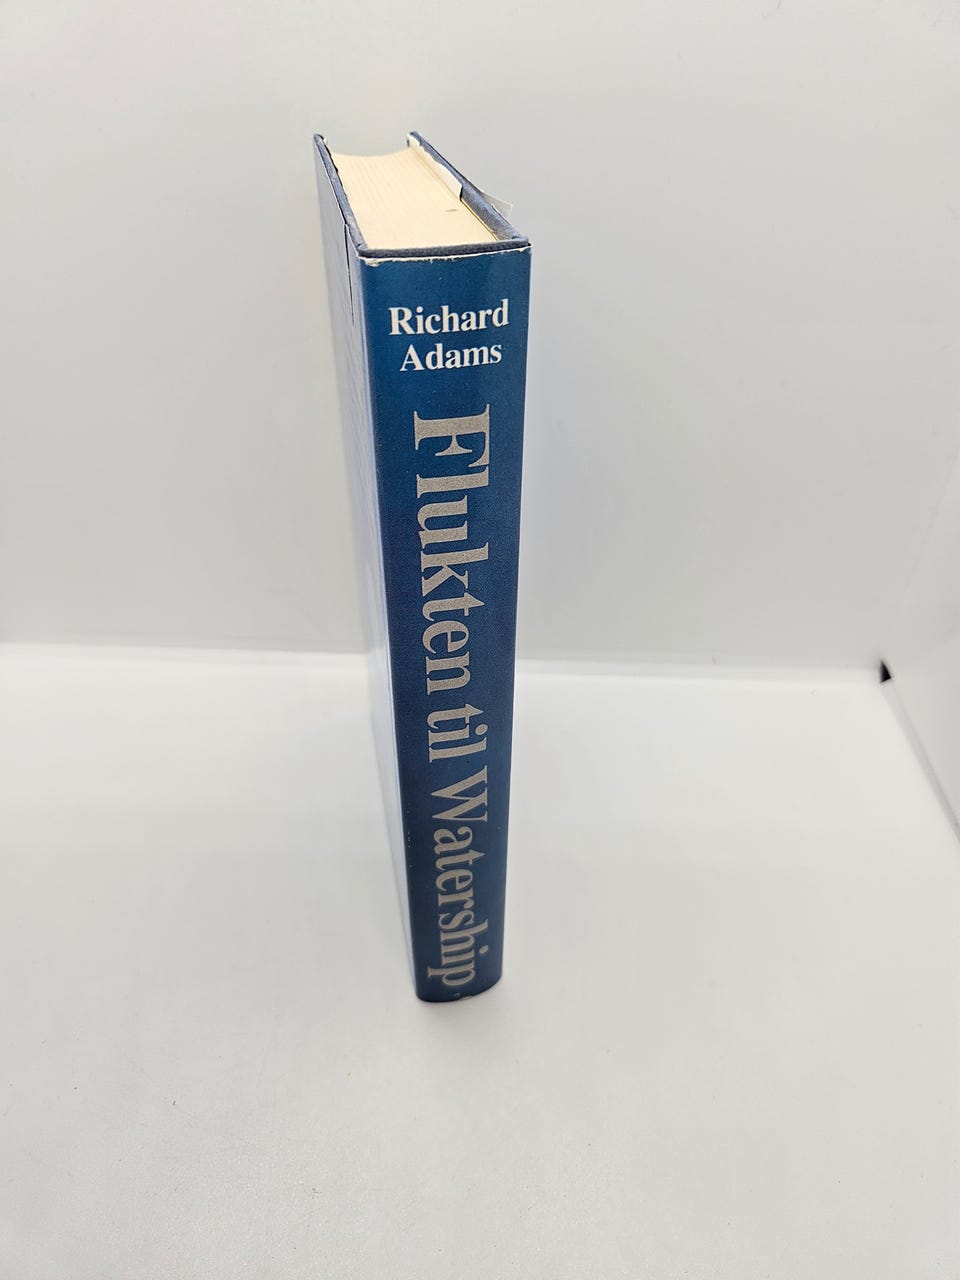 Richard
Adams
Flukten til Watership